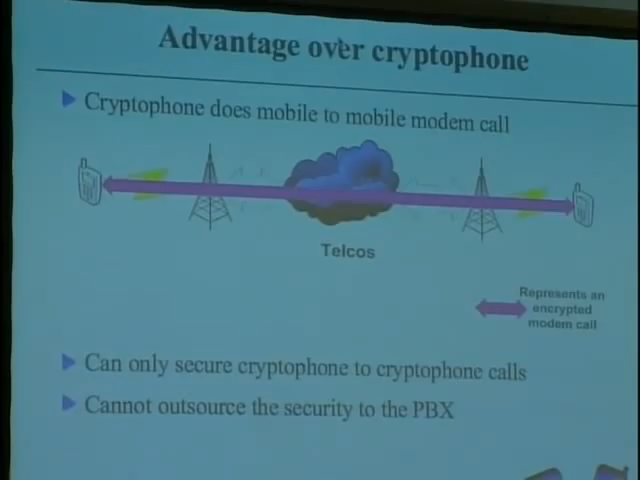 Advantage over cryptophone
Cryptophone does mobile to mobile modem call
Telcos
Represents an
encrypted
modem call
Can only secure cryptophone to cryptophone calls
Cannot outsource the security to the PBX